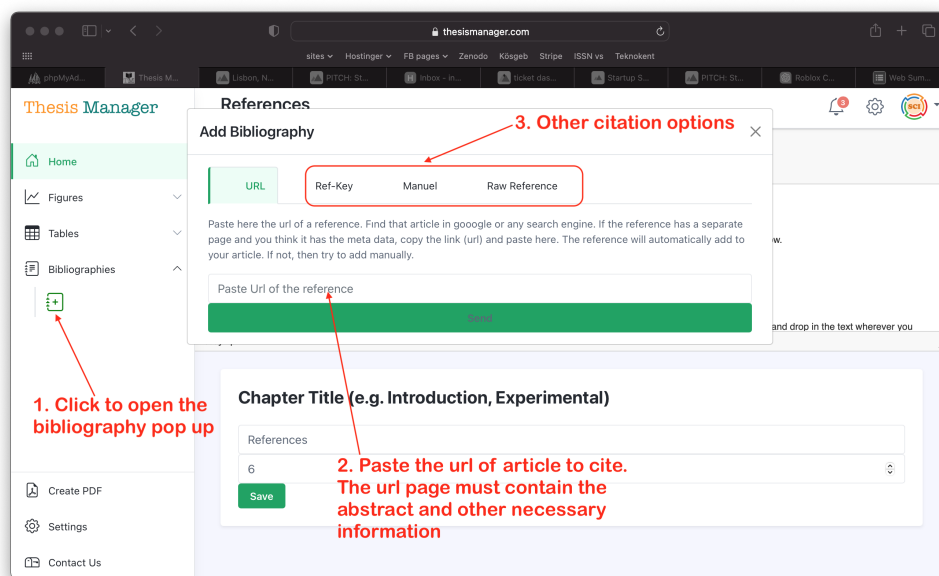 thesismanager.com
sites Hostinger FB pages Zenodo Kösgeb Stripe ISSN vs Teknokent
phpMyAd... Thesis M... Lisbon, N... PITCH: St... Inbox - in... ticket das... Startup S... PITCH: St... Roblox C... Web Sum...
Thesis Manager
References
3
SCI
Add Bibliography
3. Other citation options
Home
URL
Ref-Key
Manuel
Raw Reference
Figures
Tables
Bibliographies
Paste here the url of a reference. Find that article in gooogle or any search engine. If the reference has a separate
page and you think it has the meta data, copy the link (url) and paste here. The reference will automatically add to
your article. If not, then try to add manually.
ow.
Paste Url of the reference
Send
and drop in the text wherever you
1. Click to open the
bibliography pop up
Chapter Title (e.g. Introduction, Experimental)
References
6
Save
2. Paste the url of article to cite.
The url page must contain the
abstract and other necessary
information
Create PDF
Settings
Contact Us